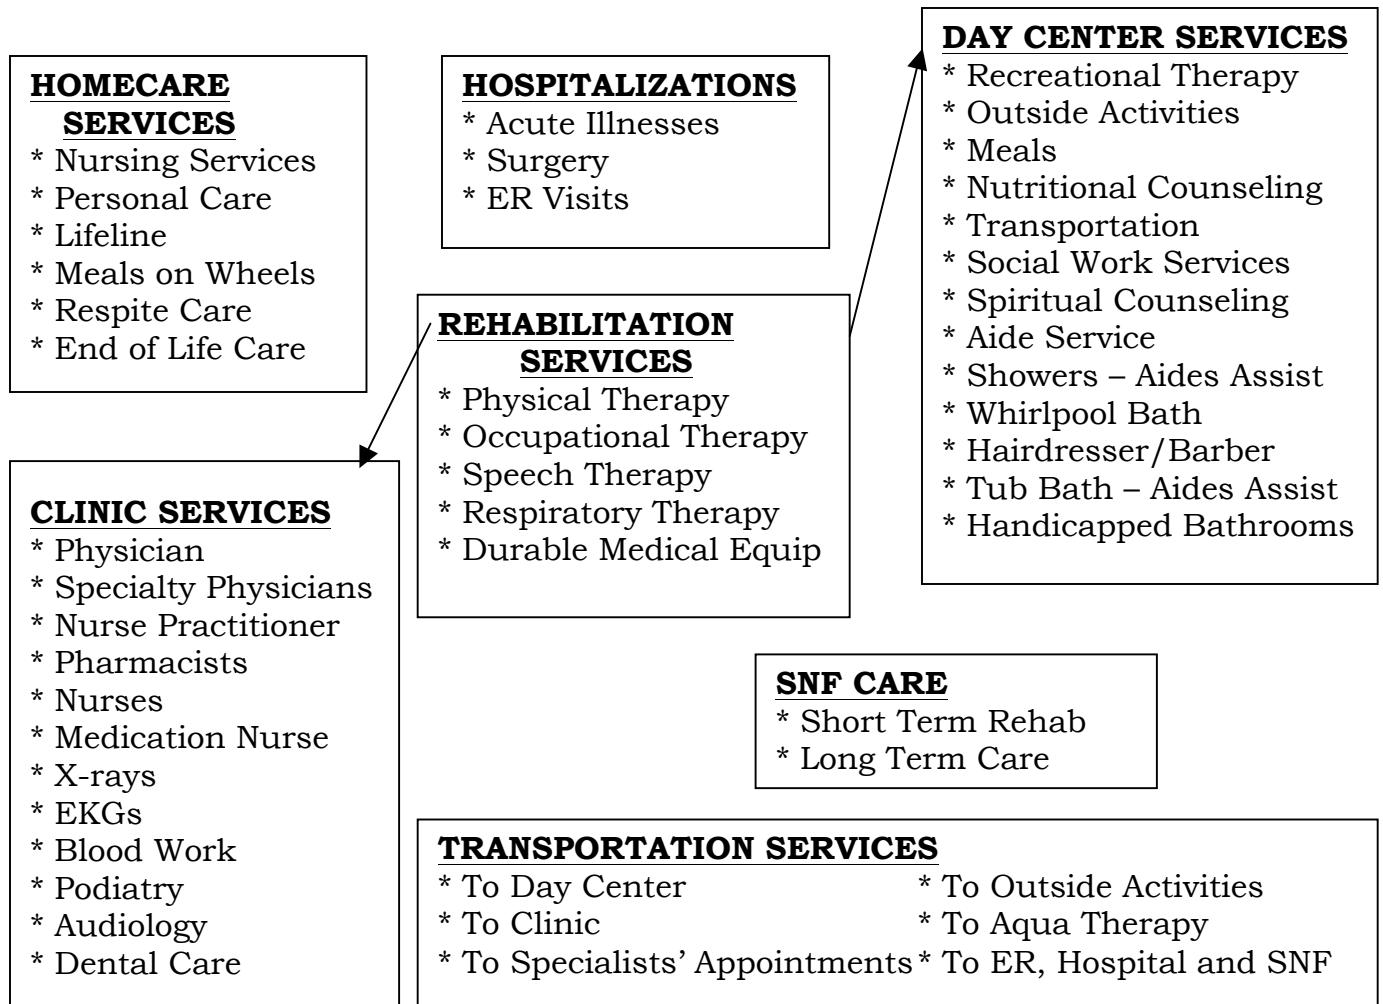 HOMECARE
SERVICES
* Nursing Services
* Personal Care
* Lifeline
* Meals on Wheels
* Respite Care
* End of Life Care
HOSPITALIZATIONS
* Acute Illnesses
* Surgery
* ER Visits
DAY CENTER SERVICES
* Recreational Therapy
* Outside Activities
* Meals
* Nutritional Counseling
* Transportation
* Social Work Services
* Spiritual Counseling
* Aide Service
* Showers – Aides Assist
* Whirlpool Bath
* Hairdresser/Barber
* Tub Bath – Aides Assist
* Handicapped Bathrooms
REHABILITATION
SERVICES
* Physical Therapy
* Occupational Therapy
* Speech Therapy
* Respiratory Therapy
* Durable Medical Equip
CLINIC SERVICES
* Physician
* Specialty Physicians
* Nurse Practitioner
* Pharmacists
* Nurses
* Medication Nurse
* X-rays
* EKGs
* Blood Work
* Podiatry
* Audiology
* Dental Care
SNF CARE
* Short Term Rehab
* Long Term Care
TRANSPORTATION SERVICES
* To Day Center * To Outside Activities
* To Clinic * To Aqua Therapy
* To Specialists’ Appointments * To ER, Hospital and SNF